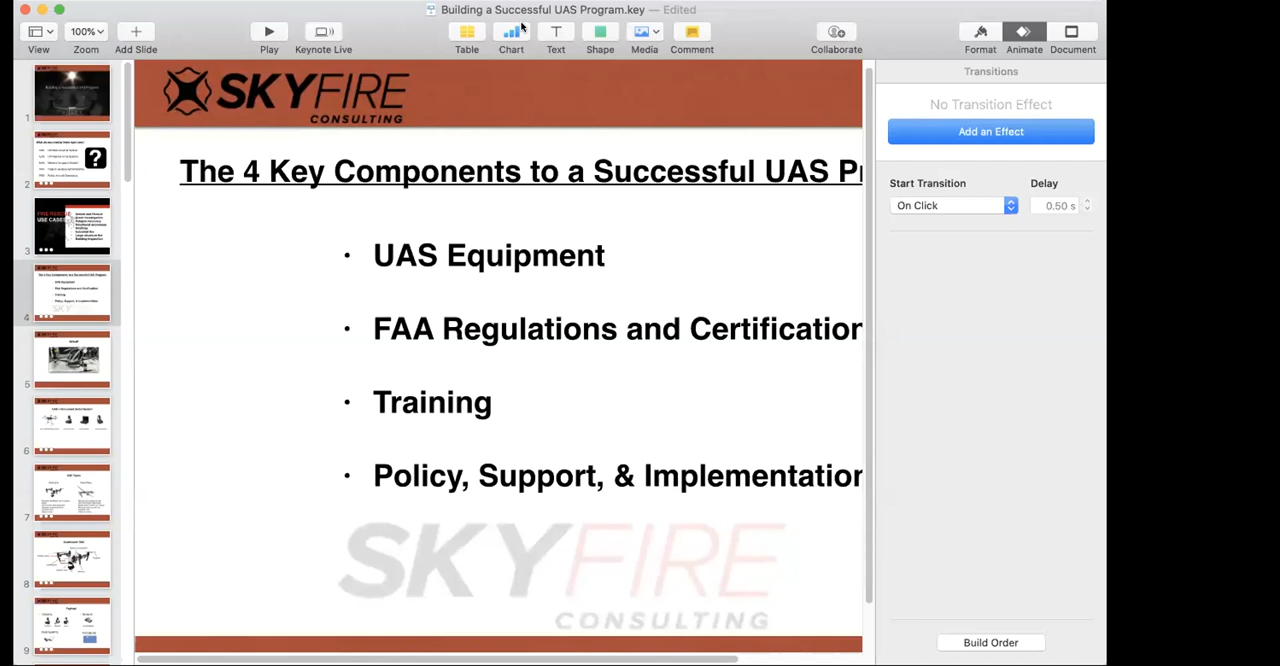 Building a Successful UAS Program.key — Edited
View
100%
Zoom
Add Slide
Play
Keynote Live
Table
Chart
Text
Shape
Media
Comment
Collaborate
Format
Animate
Document
1
2
3
4
5
6
7
8
9
SKYFIRE
CONSULTING
The 4 Key Components to a Successful UAS Pr
· UAS Equipment
· FAA Regulations and Certification
· Training
· Policy, Support, & Implementation
SKYFIRE
CONSULTING
Transitions
No Transition Effect
Add an Effect
Start Transition
Delay
On Click
0.50 s
Build Order